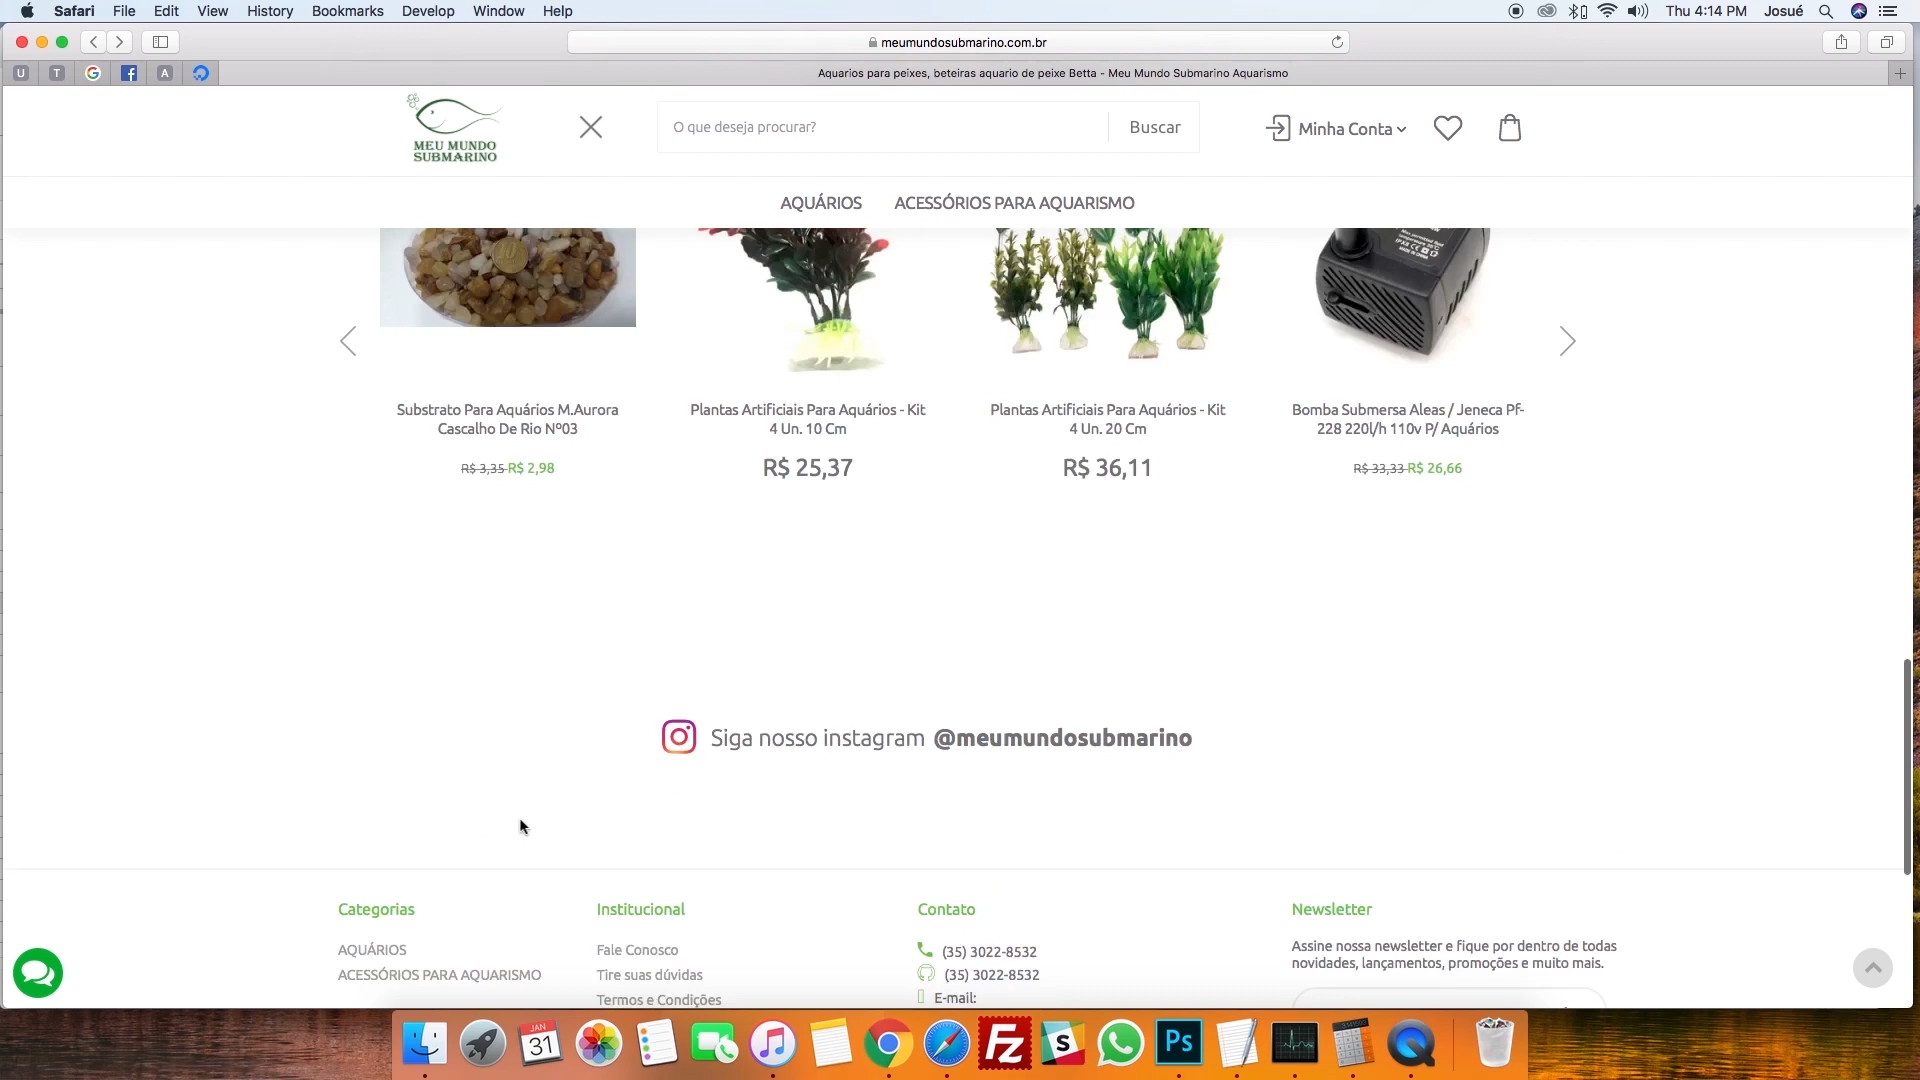 Safari File Edit View History Bookmarks Develop Window Help
Thu 4:14 PM Josué
meumundosubmarino.com.br
U T G f A
Aquarios para peixes, beteiras aquario de peixe Betta - Meu Mundo Submarino Aquarismo
MEU MUNDO
SUBMARINO
O que deseja procurar?
Buscar
Minha Conta
AQUÁRIOS ACESSÓRIOS PARA AQUARISMO
Substrato Para Aquários M.Aurora
Cascalho De Rio Nº03
R$ 3,35 R$ 2,98
Plantas Artificiais Para Aquários - Kit
4 Un. 10 Cm
R$ 25,37
Plantas Artificiais Para Aquários - Kit
4 Un. 20 Cm
R$ 36,11
Bomba Submersa Aleas / Jeneca Pf-
228 220l/h 110v P/ Aquários
R$ 33,33 R$ 26,66
Siga nosso instagram @meumundosubmarino
Categorias
AQUÁRIOS
ACESSÓRIOS PARA AQUARISMO
Institucional
Fale Conosco
Tire suas dúvidas
Termos e Condições
Contato
(35) 3022-8532
(35) 3022-8532
E-mail:
Newsletter
Assine nossa newsletter e fique por dentro de todas
novidades, lançamentos, promoções e muito mais.
JAN
31
Fz
S
Ps